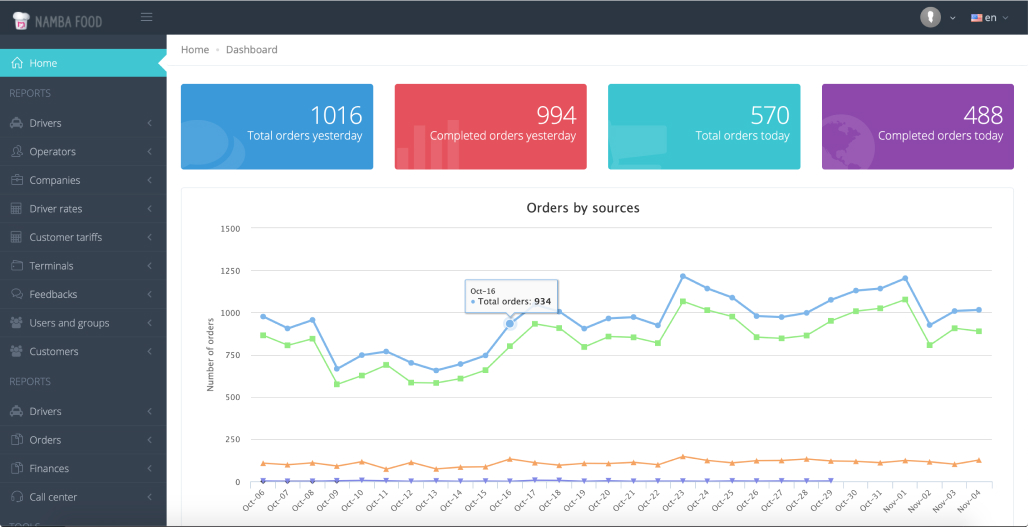 NAMBA FOOD
en
Home
REPORTS
Drivers
Operators
Companies
Driver rates
Customer tariffs
Terminals
Feedbacks
Users and groups
Customers
REPORTS
Drivers
Orders
Finances
Call center
TOOLS
Home Dashboard
1016
Total orders yesterday
994
Completed orders yesterday
570
Total orders today
488
Completed orders today
Orders by sources
Number of orders
1500
1250
1000
750
500
250
0
Oct-16
Total orders: 934
Oct-06
Oct-07
Oct-08
Oct-09
Oct-10
Oct-11
Oct-12
Oct-13
Oct-14
Oct-15
Oct-16
Oct-17
Oct-18
Oct-19
Oct-20
Oct-21
Oct-22
Oct-23
Oct-24
Oct-25
Oct-26
Oct-27
Oct-28
Oct-29
Oct-30
Oct-31
Nov-01
Nov-02
Nov-03
Nov-04